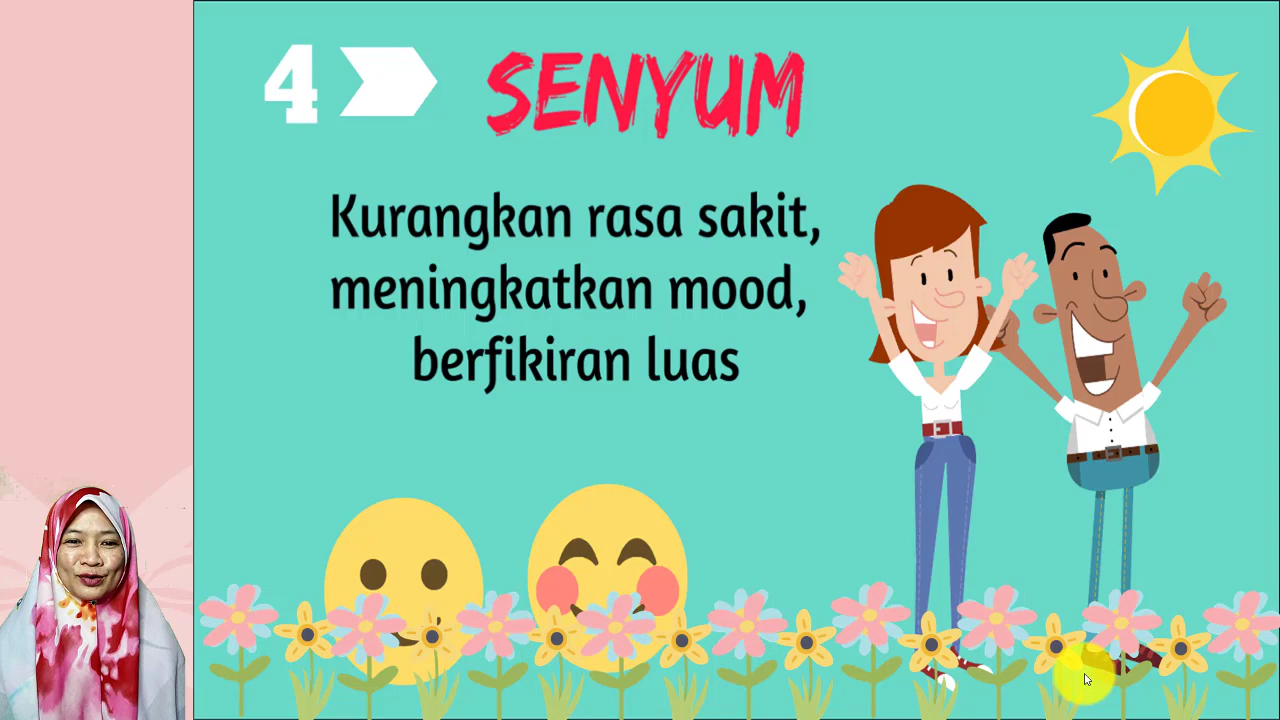 4 SENYUM
Kurangkan rasa sakit,
meningkatkan mood,
berfikiran luas